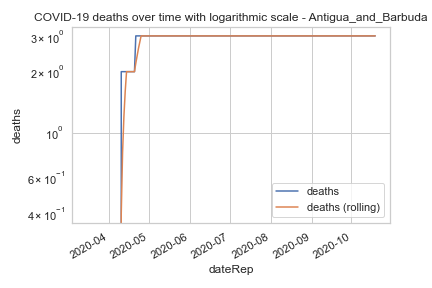 COVID-19 deaths over time with logarithmic scale - Antigua_and_Barbuda
3 × 10⁰
2 × 10⁰
10⁰
6 × 10⁻¹
4 × 10⁻¹
deaths
deaths
deaths (rolling)
2020-04
2020-05
2020-06
2020-07
2020-08
2020-09
2020-10
dateRep